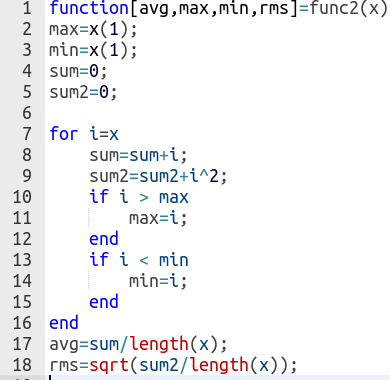 1 function[avg,max,min,rms]=func2(x)
2 max=x(1);
3 min=x(1);
4 sum=0;
5 sum2=0;
6
7 for i=x
8     sum=sum+i;
9     sum2=sum2+i^2;
10     if i > max
11         max=i;
12     end
13     if i < min
14         min=i;
15     end
16 end
17 avg=sum/length(x);
18 rms=sqrt(sum2/length(x));